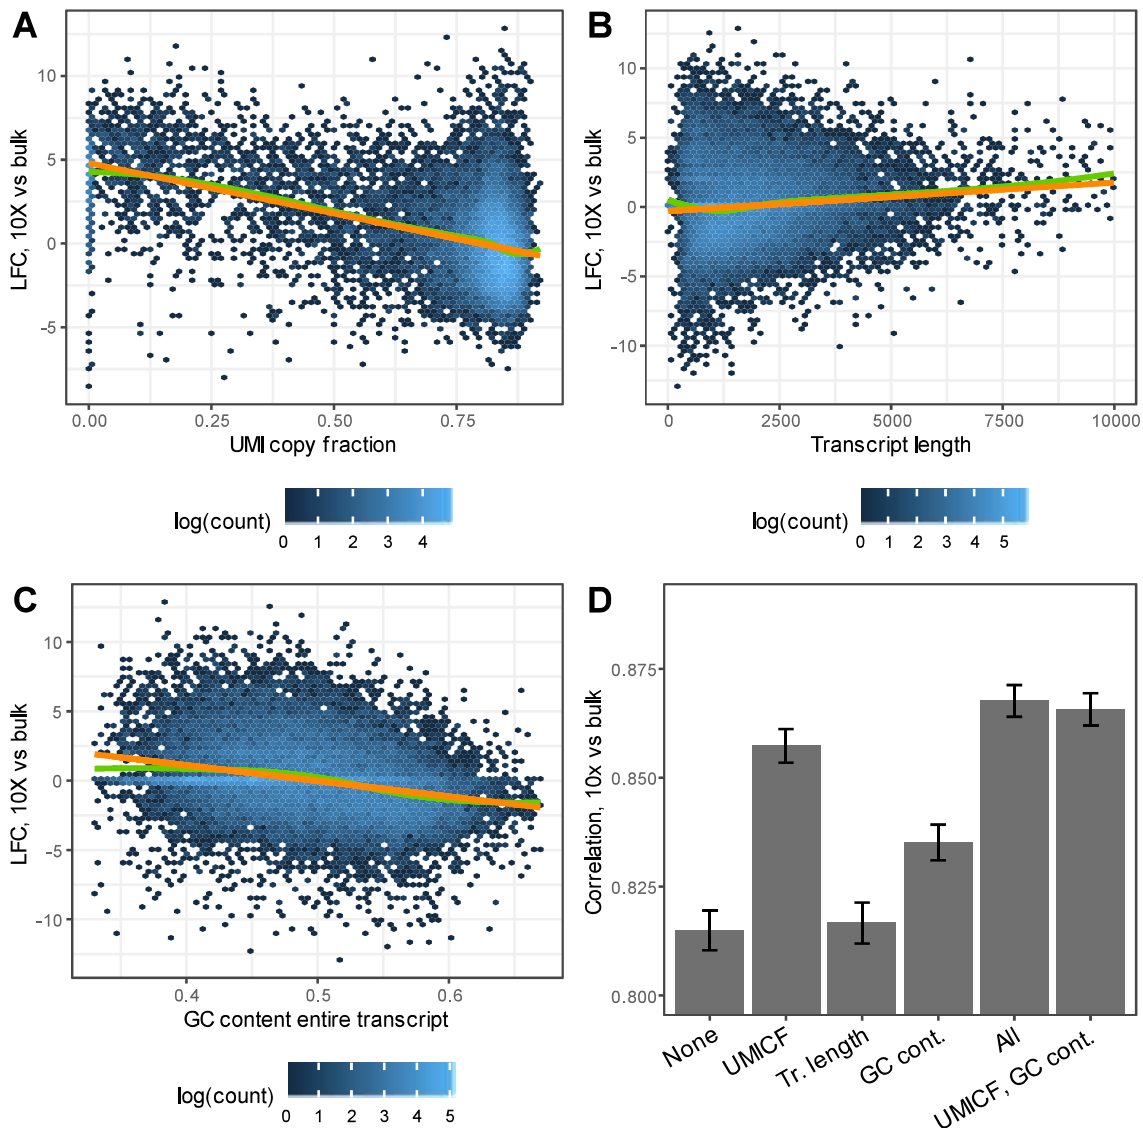 A
LFC, 10X vs bulk
10
5
0
−5
0.00 0.25 0.50 0.75
UMI copy fraction
log(count)
0 1 2 3 4
B
LFC, 10X vs bulk
10
5
0
−5
−10
0 2500 5000 7500 10000
Transcript length
log(count)
0 1 2 3 4 5
C
LFC, 10X vs bulk
10
5
0
−5
−10
0.4 0.5 0.6
GC content entire transcript
log(count)
0 1 2 3 4 5
D
Correlation, 10x vs bulk
0.875
0.850
0.825
0.800
None
UMICF
Tr. length
GC cont.
All
UMICF, GC cont.